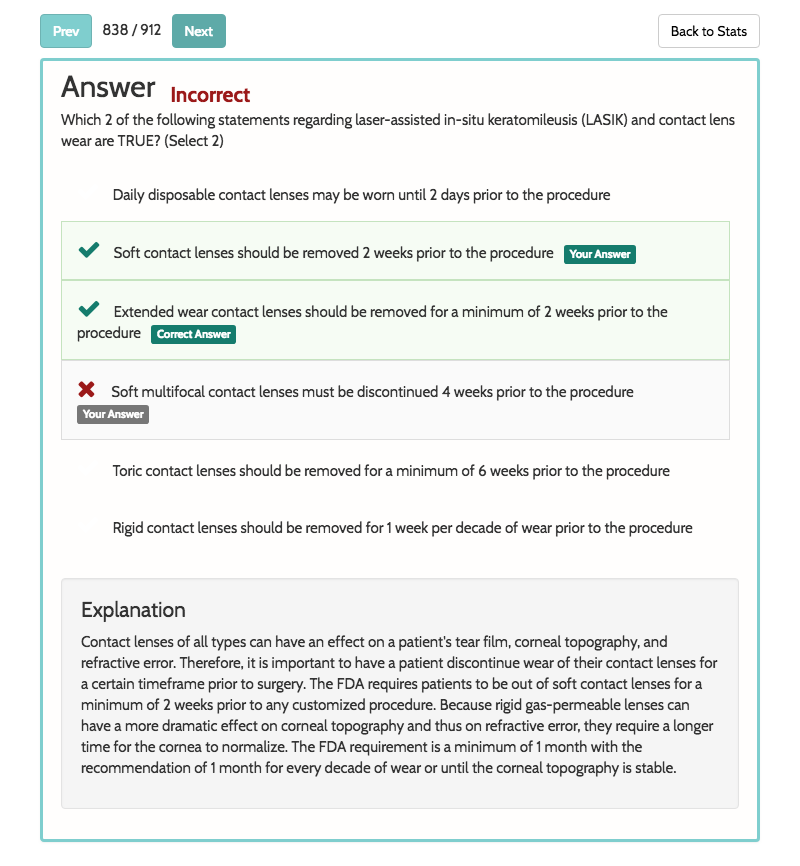 Prev 838 / 912 Next Back to Stats
Answer Incorrect
Which 2 of the following statements regarding laser-assisted in-situ keratomileusis (LASIK) and contact lens
wear are TRUE? (Select 2)
Daily disposable contact lenses may be worn until 2 days prior to the procedure
Soft contact lenses should be removed 2 weeks prior to the procedure Your Answer
Extended wear contact lenses should be removed for a minimum of 2 weeks prior to the
procedure Correct Answer
Soft multifocal contact lenses must be discontinued 4 weeks prior to the procedure
Your Answer
Toric contact lenses should be removed for a minimum of 6 weeks prior to the procedure
Rigid contact lenses should be removed for 1 week per decade of wear prior to the procedure
Explanation
Contact lenses of all types can have an effect on a patient's tear film, corneal topography, and
refractive error. Therefore, it is important to have a patient discontinue wear of their contact lenses for
a certain timeframe prior to surgery. The FDA requires patients to be out of soft contact lenses for a
minimum of 2 weeks prior to any customized procedure. Because rigid gas-permeable lenses can
have a more dramatic effect on corneal topography and thus on refractive error, they require a longer
time for the cornea to normalize. The FDA requirement is a minimum of 1 month with the
recommendation of 1 month for every decade of wear or until the corneal topography is stable.